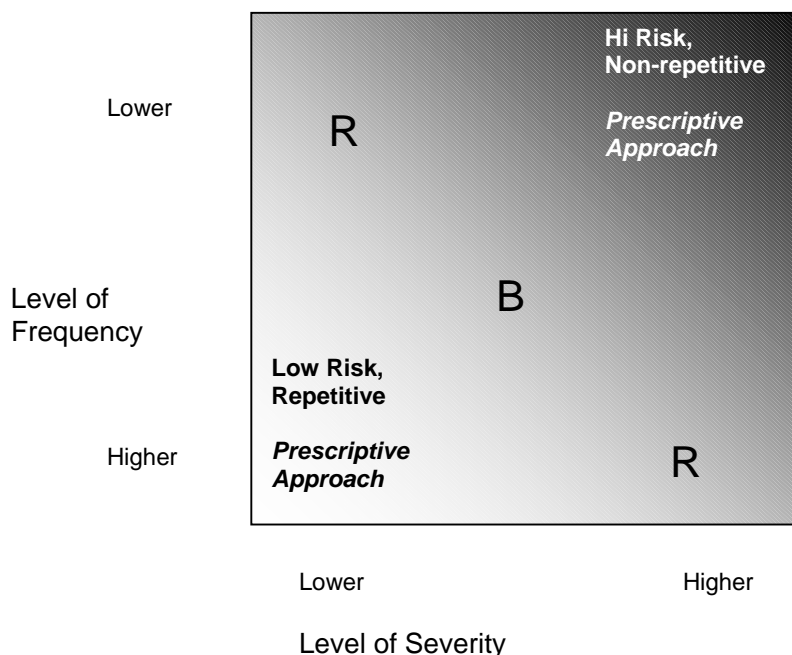 Hi Risk,
Non-repetitive
Prescriptive
Approach
Lower
R
B
Level of
Frequency
Low Risk,
Repetitive
Prescriptive
Approach
Higher
R
Lower
Higher
Level of Severity